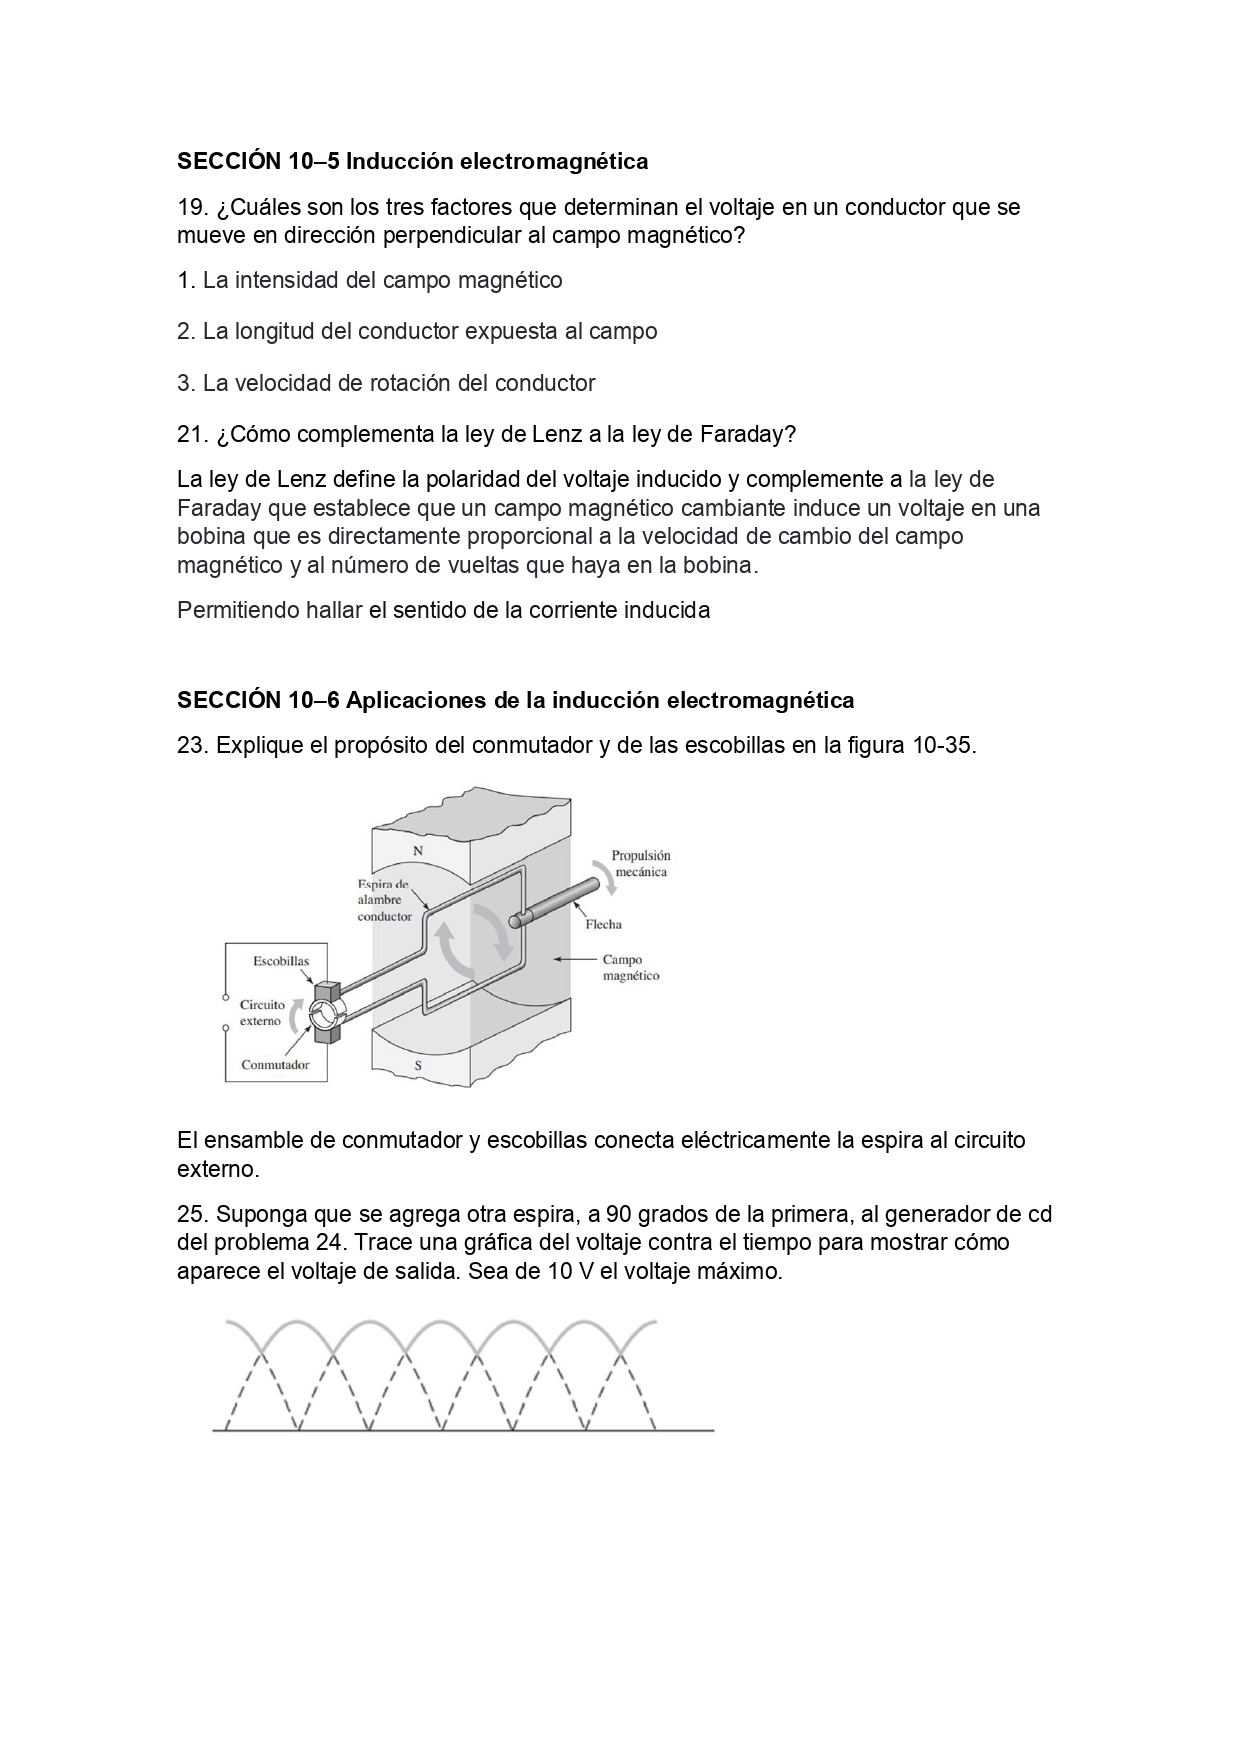 SECCIÓN 10–5 Inducción electromagnética
19. ¿Cuáles son los tres factores que determinan el voltaje en un conductor que se
mueve en dirección perpendicular al campo magnético?
1. La intensidad del campo magnético
2. La longitud del conductor expuesta al campo
3. La velocidad de rotación del conductor
21. ¿Cómo complementa la ley de Lenz a la ley de Faraday?
La ley de Lenz define la polaridad del voltaje inducido y complemente a la ley de
Faraday que establece que un campo magnético cambiante induce un voltaje en una
bobina que es directamente proporcional a la velocidad de cambio del campo
magnético y al número de vueltas que haya en la bobina.
Permitiendo hallar el sentido de la corriente inducida
SECCIÓN 10–6 Aplicaciones de la inducción electromagnética
23. Explique el propósito del conmutador y de las escobillas en la figura 10-35.
N
Propulsión
mecánica
Espira de
alambre
conductor
Flecha
Escobillas
Campo
magnético
Circuito
externo
Conmutador
S
El ensamble de conmutador y escobillas conecta eléctricamente la espira al circuito
externo.
25. Suponga que se agrega otra espira, a 90 grados de la primera, al generador de cd
del problema 24. Trace una gráfica del voltaje contra el tiempo para mostrar cómo
aparece el voltaje de salida. Sea de 10 V el voltaje máximo.